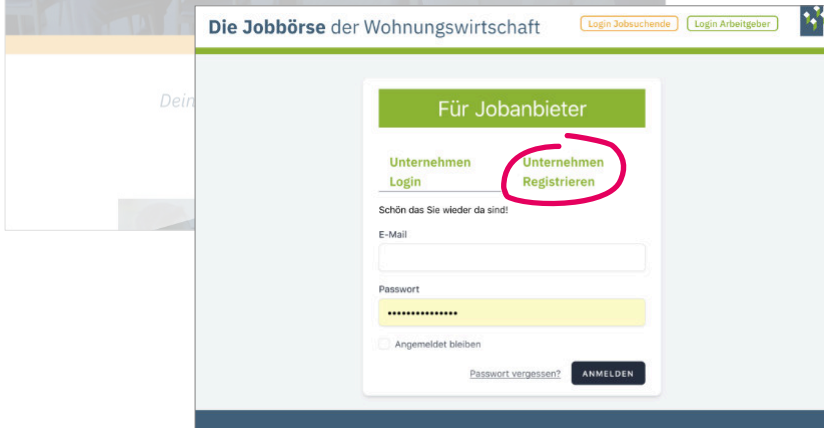 Die Jobbörse der Wohnungswirtschaft
Login Jobsuchende
Login Arbeitgeber
Dein
Für Jobanbieter
Unternehmen
Login
Unternehmen
Registrieren
Schön das Sie wieder da sind!
E-Mail
Passwort
•••••••••••••••
Angemeldet bleiben
Passwort vergessen?
ANMELDEN